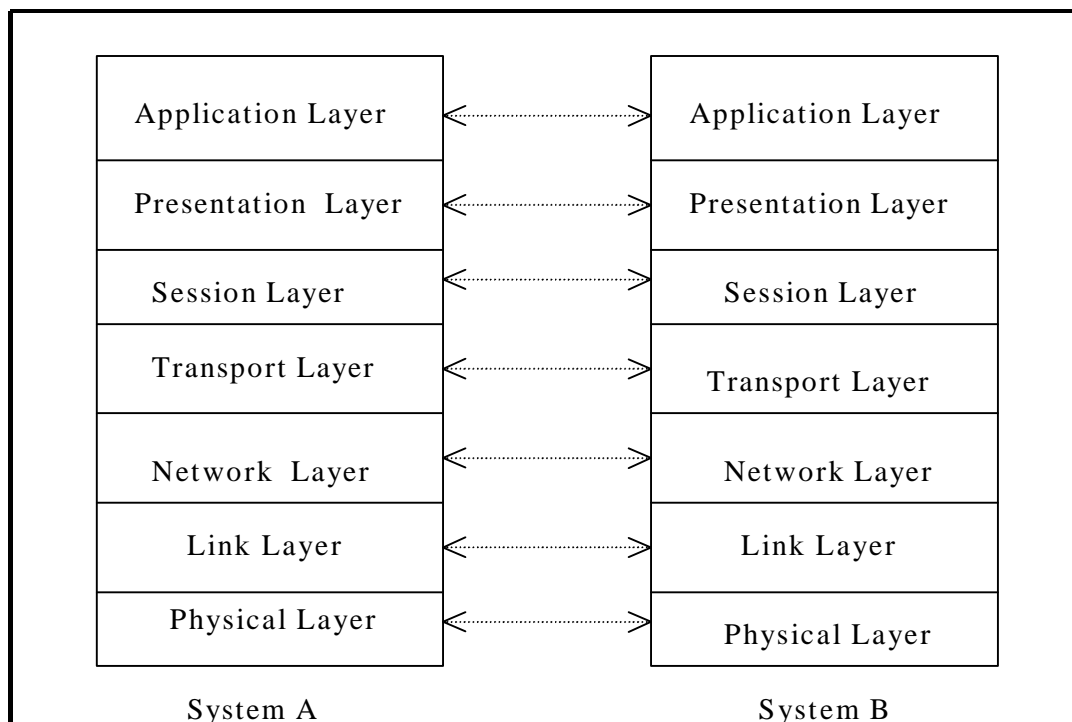 Application Layer
Application Layer
Presentation Layer
Presentation Layer
Session Layer
Session Layer
Transport Layer
Transport Layer
Network Layer
Network Layer
Link Layer
Link Layer
Physical Layer
Physical Layer
System A
System B